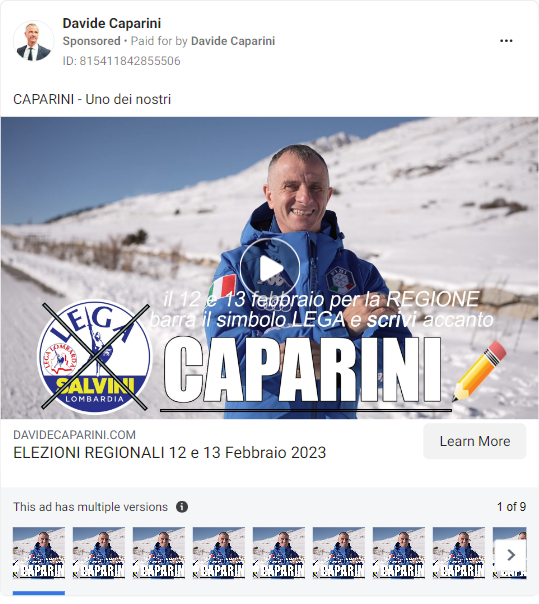 Davide Caparini
Sponsored • Paid for by Davide Caparini
ID: 815411842855506
CAPARINI - Uno dei nostri
il 12 e 13 febbraio per la REGIONE
barra il simbolo LEGA e scrivi accanto
LEGA
LEGA LOMBARDA
SALVINI
LOMBARDIA
CAPARINI
DAVIDECAPARINI.COM
ELEZIONI REGIONALI 12 e 13 Febbraio 2023
Learn More
This ad has multiple versions
1 of 9
CAPARINI
CAPARINI
CAPARINI
CAPARINI
CAPARINI
CAPARINI
CAPARINI
CAPARINI